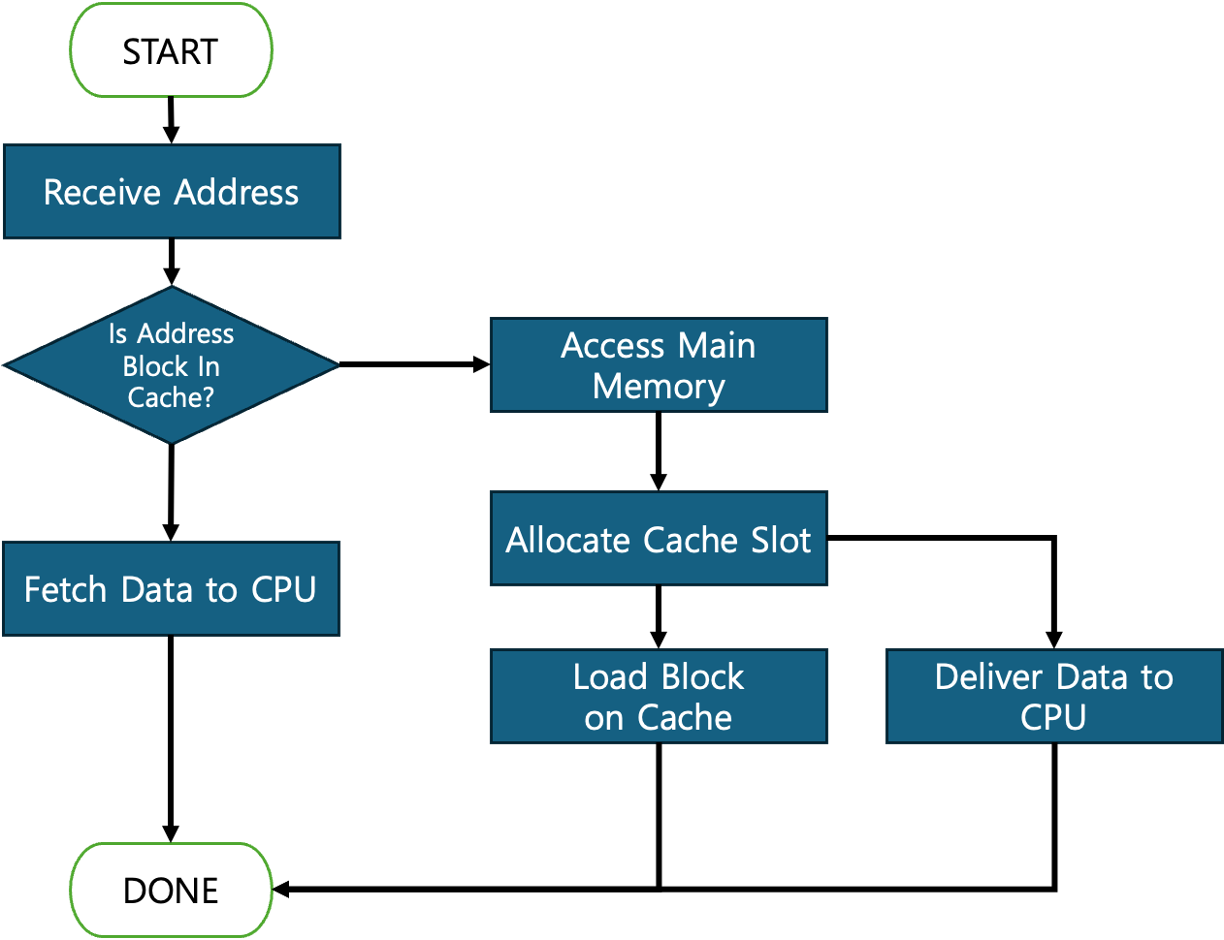 START
Receive Address
Is Address
Block In
Cache?
Access Main
Memory
Allocate Cache Slot
Fetch Data to CPU
Load Block
on Cache
Deliver Data to
CPU
DONE